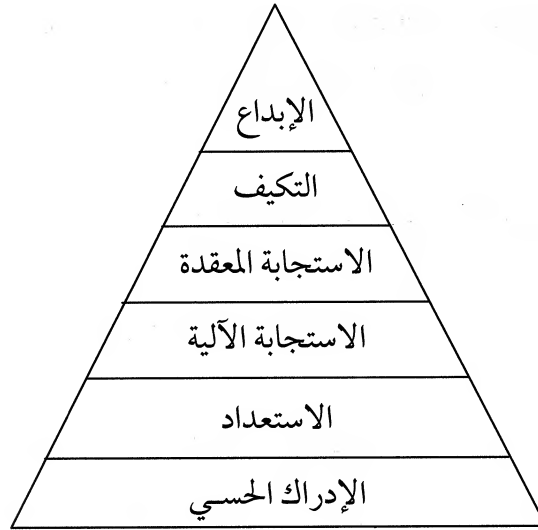 الإبداع
التكيف
الاستجابة المعقدة
الاستجابة الآلية
الاستعداد
الإدراك الحسي